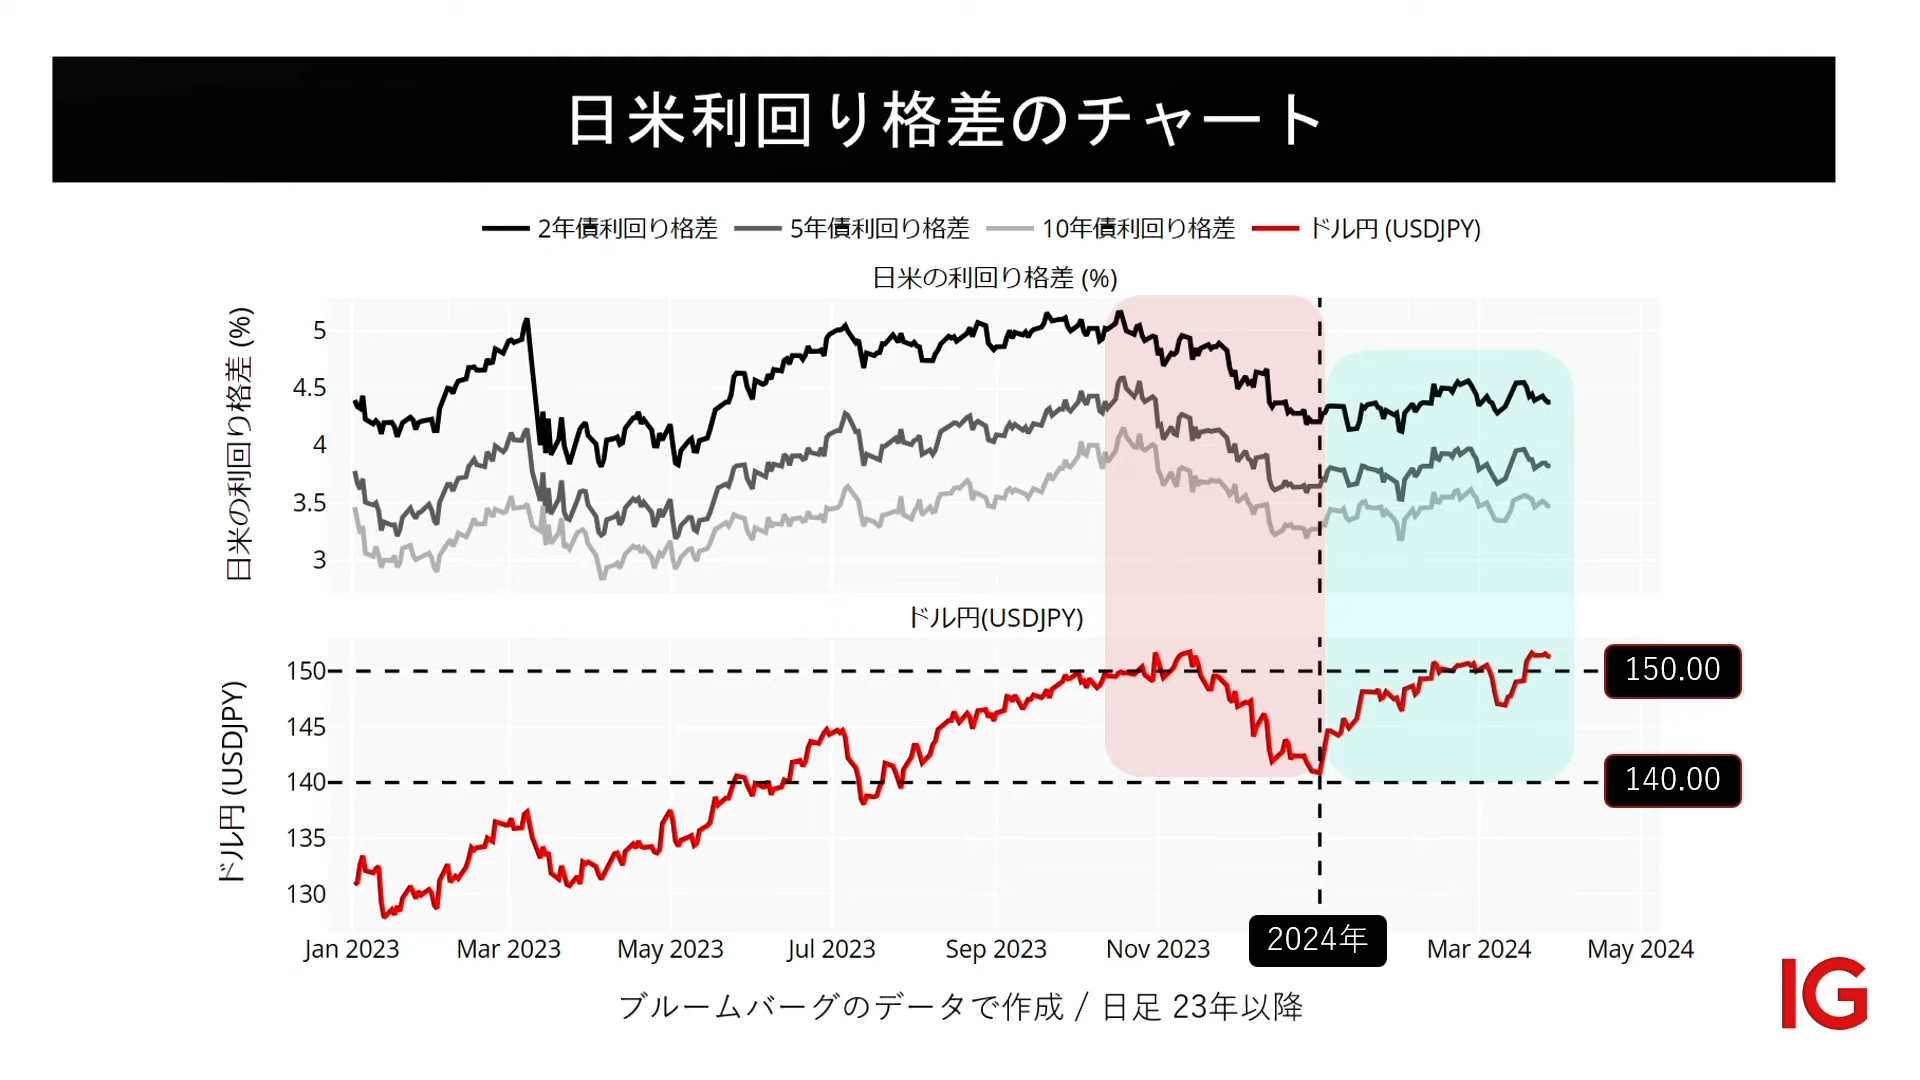 日米利回り格差のチャート
2年債利回り格差 5年債利回り格差 10年債利回り格差 ドル円 (USDJPY)
日米の利回り格差 (%)
日米の利回り格差 (%)
5
4.5
4
3.5
3
ドル円(USDJPY)
ドル円 (USDJPY)
150
145
140
135
130
150.00
140.00
Jan 2023 Mar 2023 May 2023 Jul 2023 Sep 2023 Nov 2023 2024年 Mar 2024 May 2024
ブルームバーグのデータで作成 / 日足 23年以降
IG